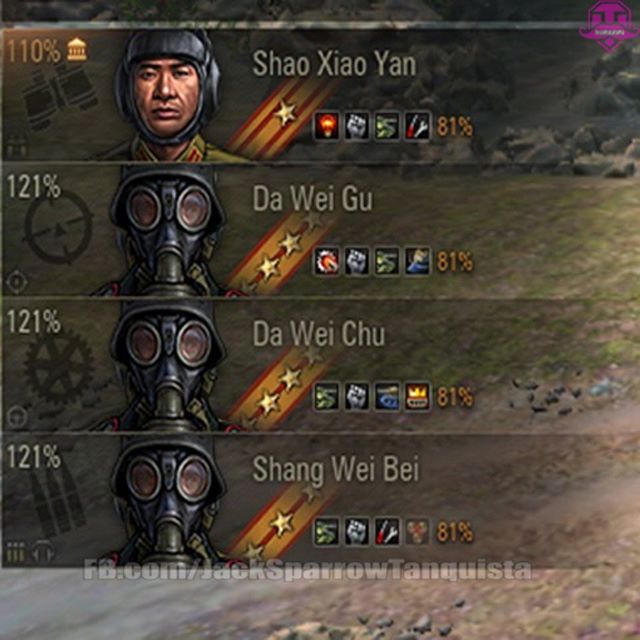 110%
Shao Xiao Yan
81%
121%
Da Wei Gu
81%
121%
Da Wei Chu
81%
121%
Shang Wei Bei
81%
FB.com/JackSparrowTanquista